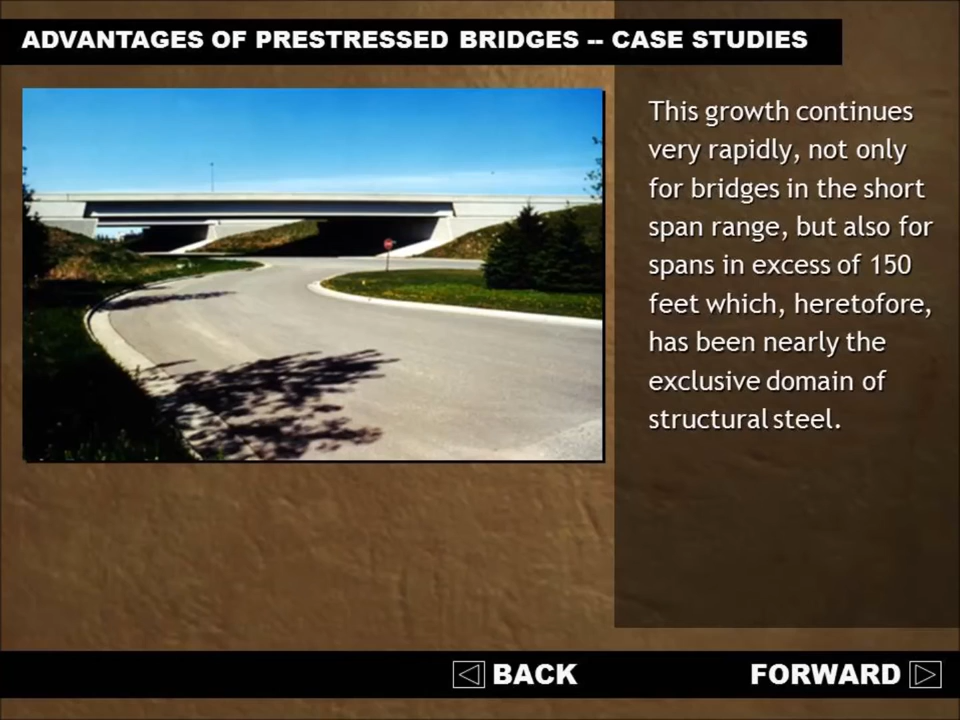 ADVANTAGES OF PRESTRESSED BRIDGES -- CASE STUDIES
This growth continues
very rapidly, not only
for bridges in the short
span range, but also for
spans in excess of 150
feet which, heretofore,
has been nearly the
exclusive domain of
structural steel.
BACK
FORWARD